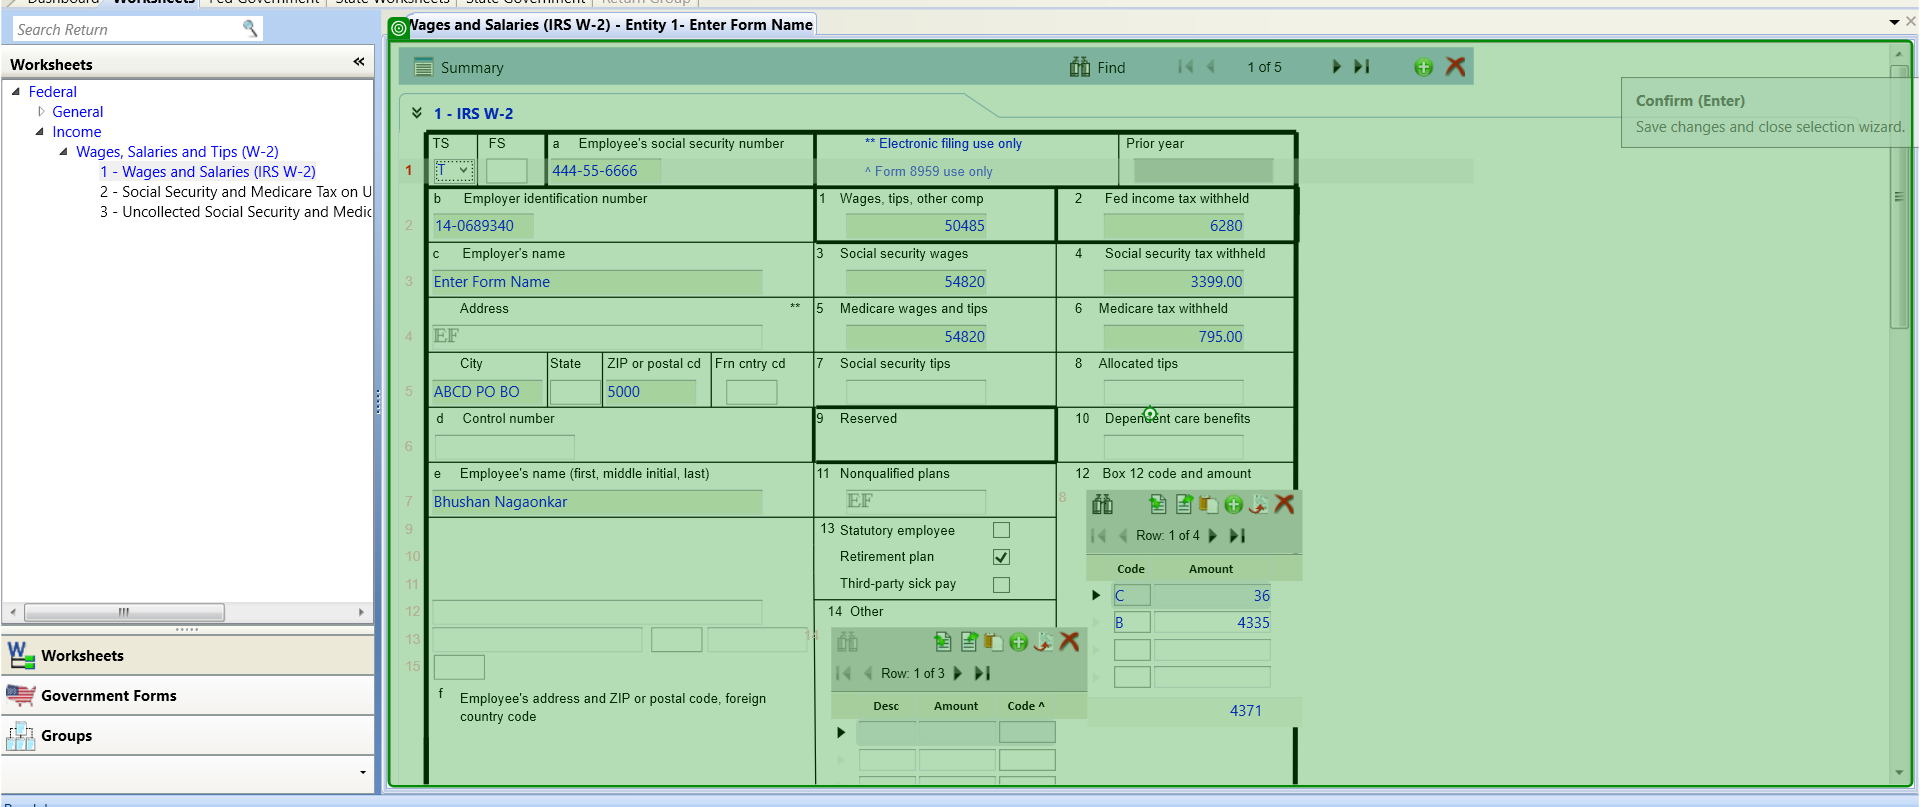 Dashboard Worksheets Fed Government State Worksheets State Government Return Group
Search Return
Worksheets
Federal
General
Income
Wages, Salaries and Tips (W-2)
1 - Wages and Salaries (IRS W-2)
2 - Social Security and Medicare Tax on U
3 - Uncollected Social Security and Medic
Worksheets
Government Forms
Groups
Wages and Salaries (IRS W-2) - Entity 1- Enter Form Name
Summary Find 1 of 5
Confirm (Enter)
Save changes and close selection wizard.
1 - IRS W-2
TS FS a Employee's social security number ** Electronic filing use only Prior year
1 T 444-55-6666 ^ Form 8959 use only
b Employer identification number 1 Wages, tips, other comp 2 Fed income tax withheld
2 14-0689340 50485 6280
c Employer's name 3 Social security wages 4 Social security tax withheld
3 Enter Form Name 54820 3399.00
Address ** 5 Medicare wages and tips 6 Medicare tax withheld
4 EF 54820 795.00
City State ZIP or postal cd Frn cntry cd 7 Social security tips 8 Allocated tips
5 ABCD PO BO 5000
d Control number 9 Reserved 10 Dependent care benefits
6
e Employee's name (first, middle initial, last) 11 Nonqualified plans 12 Box 12 code and amount
7 Bhushan Nagaonkar EF 8
9 13 Statutory employee Row: 1 of 4
10 Retirement plan
Code Amount
11 Third-party sick pay
C 36
12 14 Other
B 4335
13 14
15 Row: 1 of 3
f Employee's address and ZIP or postal code, foreign
country code
Desc Amount Code ^
4371